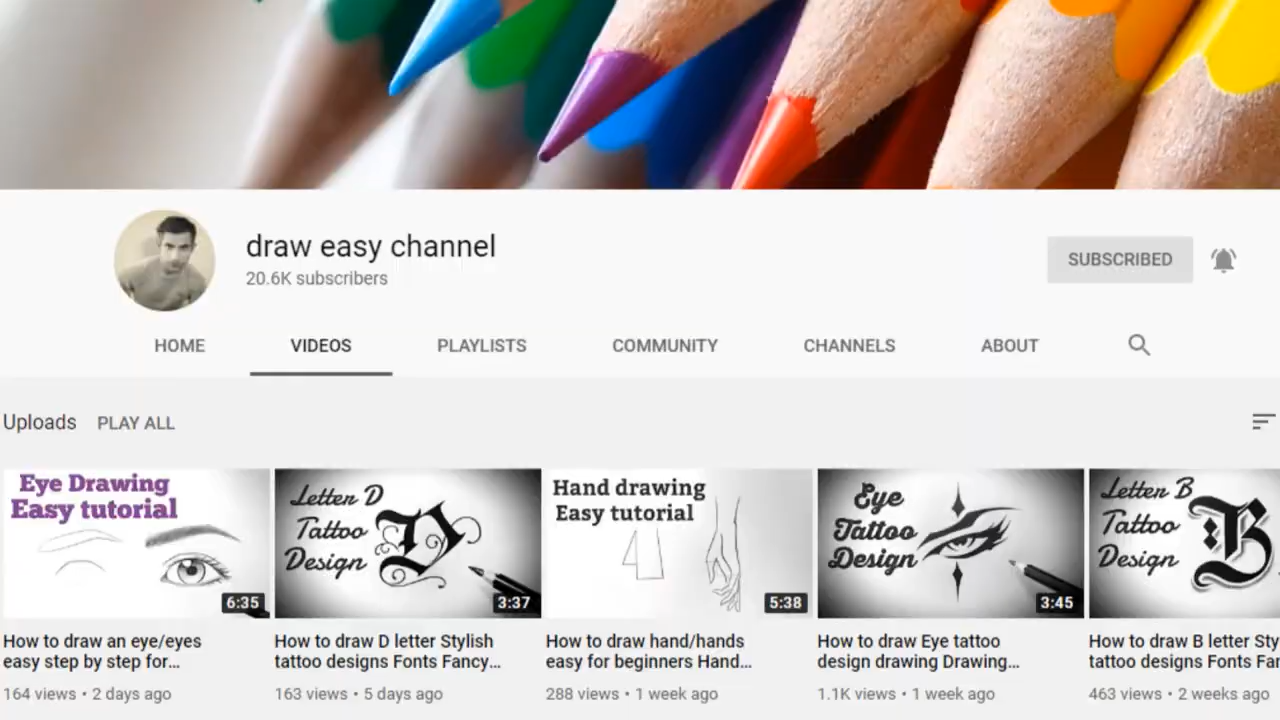 draw easy channel
20.6K subscribers
SUBSCRIBED
HOME
VIDEOS
PLAYLISTS
COMMUNITY
CHANNELS
ABOUT
Uploads
PLAY ALL
Eye Drawing
Easy tutorial
6:35
Letter D
Tattoo
Design
3:37
Hand drawing
Easy tutorial
5:38
Eye
Tattoo
Design
3:45
Letter B
Tattoo
Design
B
How to draw an eye/eyes
easy step by step for...
164 views • 2 days ago
How to draw D letter Stylish
tattoo designs Fonts Fancy...
163 views • 5 days ago
How to draw hand/hands
easy for beginners Hand...
288 views • 1 week ago
How to draw Eye tattoo
design drawing Drawing...
1.1K views • 1 week ago
How to draw B letter Sty
tattoo designs Fonts Fan
463 views • 2 weeks ago